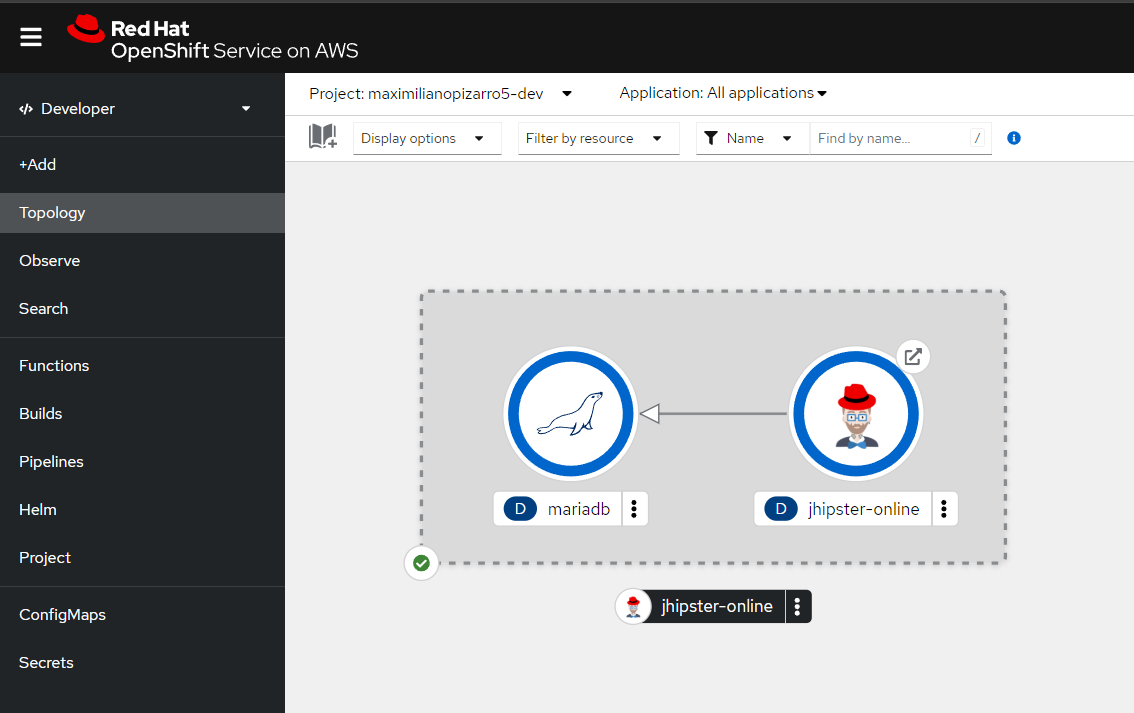 Red Hat
OpenShift Service on AWS
Developer
+Add
Topology
Observe
Search
Functions
Builds
Pipelines
Helm
Project
ConfigMaps
Secrets
Project: maximilianopizarro5-dev
Application: All applications
Display options
Filter by resource
Name
Find by name...
/
D mariadb
D jhipster-online
jhipster-online